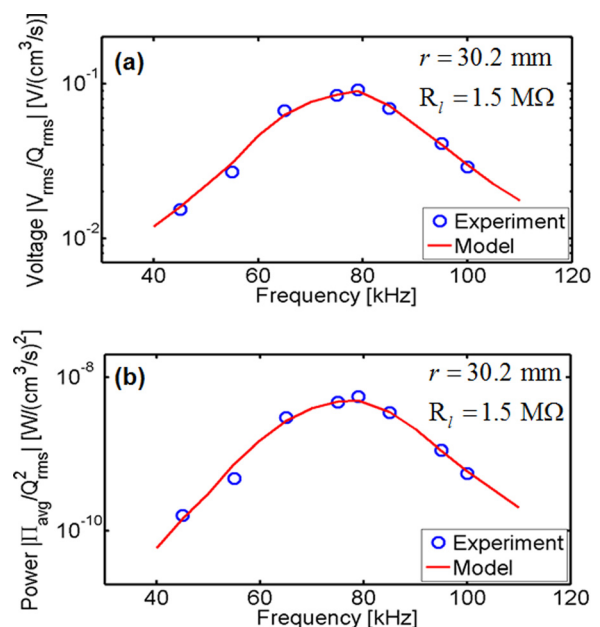 (a)
r = 30.2 mm
R_l = 1.5 MΩ
Voltage |V_rms/Q_rms| [V/(cm^3/s)]
10^-1
10^-2
Experiment
Model
40 60 80 100 120
Frequency [kHz]
(b)
r = 30.2 mm
R_l = 1.5 MΩ
Power |Π_avg/Q^2_rms| [W/(cm^3/s)^2]
10^-8
10^-10
Experiment
Model
40 60 80 100 120
Frequency [kHz]